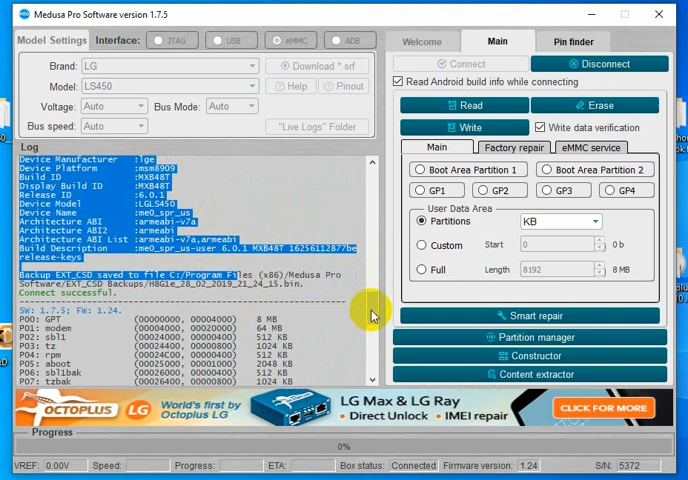 Medusa Pro Software version 1.7.5
Model Settings
Interface:
JTAG
USB
eMMC
ADB
Brand:
LG
Download *.srf
Model:
LS450
Help
Pinout
Voltage:
Auto
Bus Mode:
Auto
Bus speed:
Auto
"Live Logs" Folder
Log
Device Manufacturer :lge
Device Platform :msm8909
Build ID :MXB48T
Display Build ID :MXB48T
Release ID :6.0.1
Device Model :LGLS450
Device Name :me0_spr_us
Architecture ABI :armeabi-v7a
Architecture ABI2 :armeabi
Architecture ABI List :armeabi-v7a,armeabi
Build Description :me0_spr_us-user 6.0.1 MXB48T 16256112877be
release-keys
Backup EXT_CSD saved to file C:/Program Files (x86)/Medusa Pro
Software/EXT_CSD Backups/H8G1e_28_02_2019_21_24_15.bin.
Connect successful.
SW: 1.7.5; FW: 1.24.
P00: GPT (00000000, 00004000) 8 MB
P01: modem (00004000, 00020000) 64 MB
P02: sbl1 (00024000, 00000400) 512 KB
P03: tz (00024400, 00000800) 1024 KB
P04: rpm (00024C00, 00000400) 512 KB
P05: aboot (00025000, 00001000) 2048 KB
P06: sbl1bak (00026000, 00000400) 512 KB
P07: tzbak (00026400, 00000800) 1024 KB
Welcome
Main
Pin finder
Connect
Disconnect
Read Android build info while connecting
Read
Erase
Write
Write data verification
Main
Factory repair
eMMC service
Boot Area Partition 1
Boot Area Partition 2
GP1
GP2
GP3
GP4
User Data Area
Partitions
KB
Custom
Start
0
0 b
Full
Length
8192
8 MB
Smart repair
Partition manager
Constructor
Content extractor
OCTOPLUS LG
World's first by
Octoplus LG
LG Max & LG Ray
• Direct Unlock • IMEI repair
CLICK FOR MORE
Progress
0%
VREF: 0.00V
Speed:
Progress:
ETA:
Box status: Connected
Firmware version: 1.24
S/N: 5372